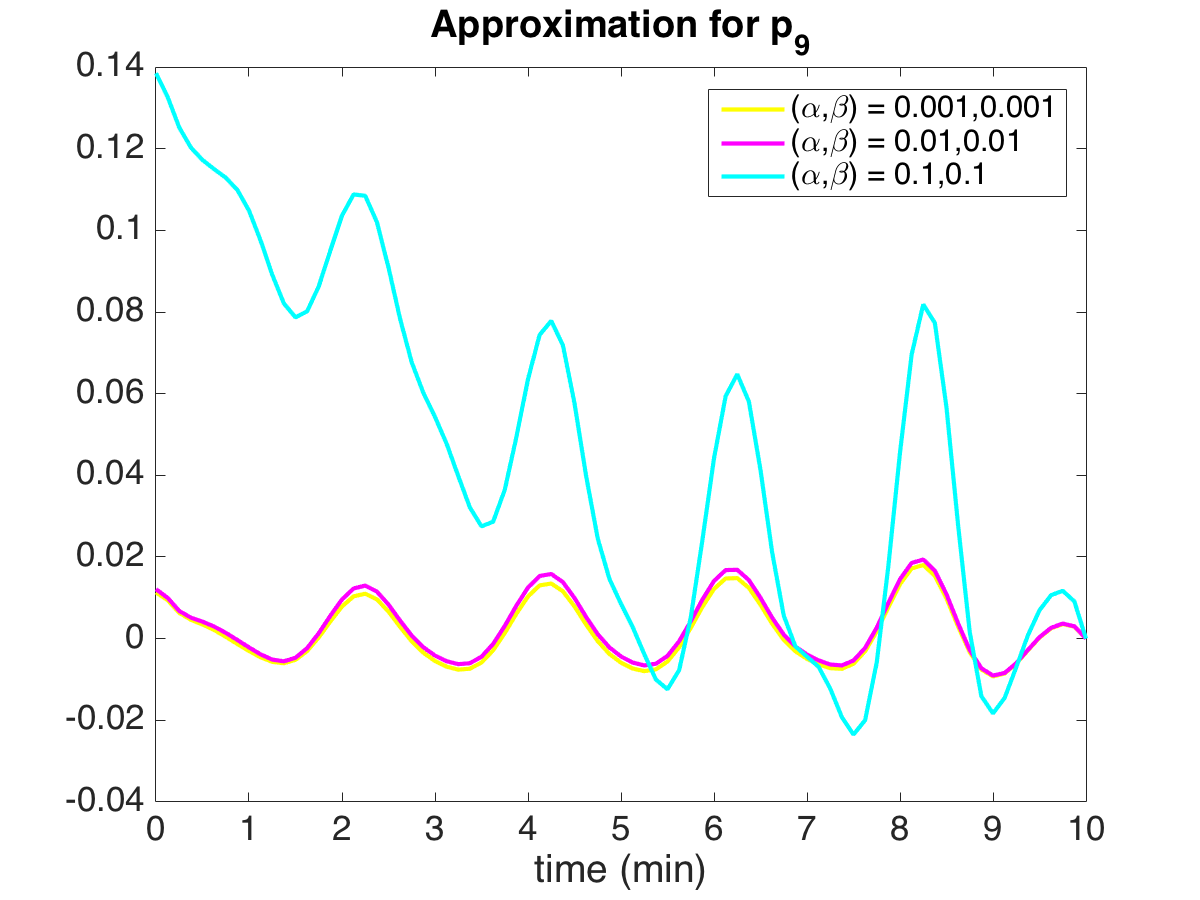 Approximation for p₉
0.14
0.12
0.1
0.08
0.06
0.04
0.02
0
-0.02
-0.04
(α,β) = 0.001,0.001
(α,β) = 0.01,0.01
(α,β) = 0.1,0.1
0 1 2 3 4 5 6 7 8 9 10
time (min)